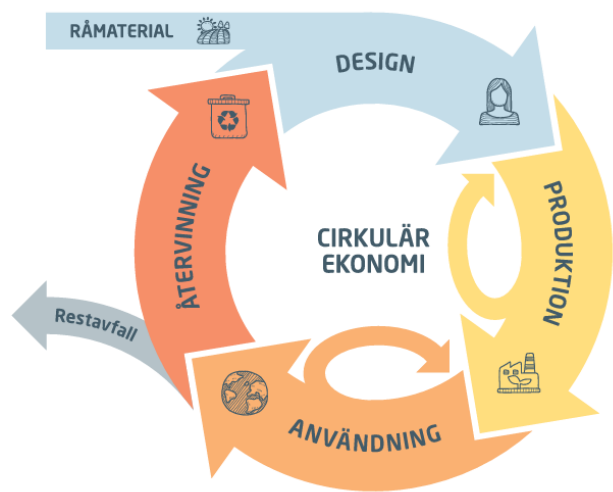 RÅMATERIAL
DESIGN
PRODUKTION
CIRKULÄR
EKONOMI
ÅTERVINNING
Restavfall
ANVÄNDNING